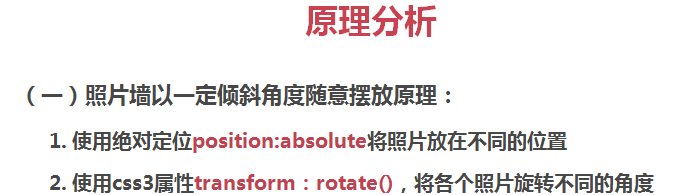 原理分析
（一）照片墙以一定倾斜角度随意摆放原理：
1. 使用绝对定位position:absolute将照片放在不同的位置
2. 使用css3属性transform：rotate()，将各个照片旋转不同的角度